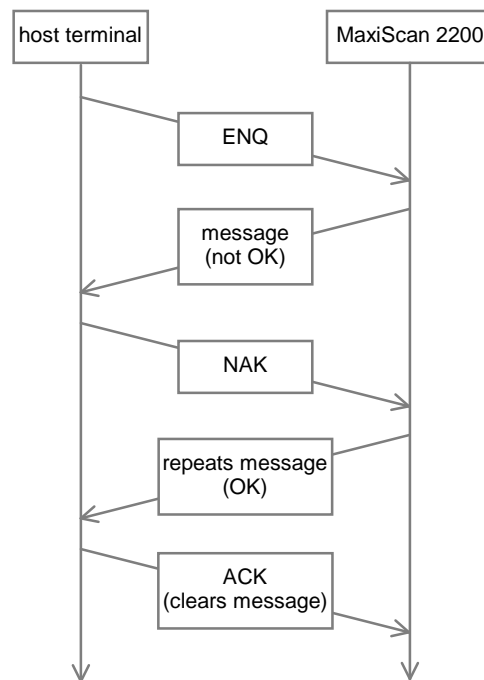 host terminal
MaxiScan 2200
ENQ
message
(not OK)
NAK
repeats message
(OK)
ACK
(clears message)